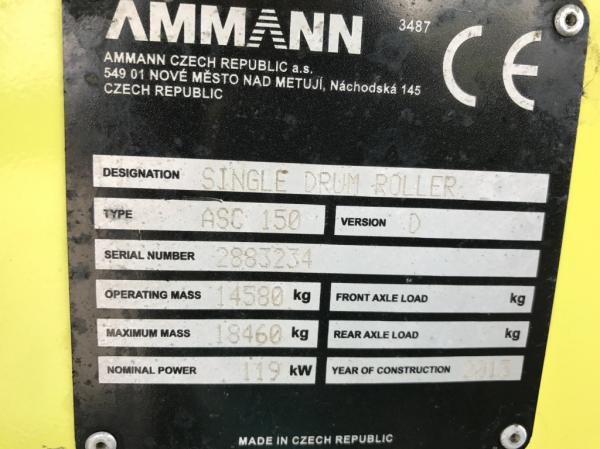 AMMANN
3487
CE
AMMANN CZECH REPUBLIC a.s.
549 01 NOVÉ MĚSTO NAD METUJÍ, Náchodská 145
CZECH REPUBLIC
DESIGNATION SINGLE DRUM ROLLER
TYPE ASC 150 VERSION D
SERIAL NUMBER 2883234
OPERATING MASS 14580 kg FRONT AXLE LOAD kg
MAXIMUM MASS 18460 kg REAR AXLE LOAD kg
NOMINAL POWER 119 kW YEAR OF CONSTRUCTION 2013
MADE IN CZECH REPUBLIC